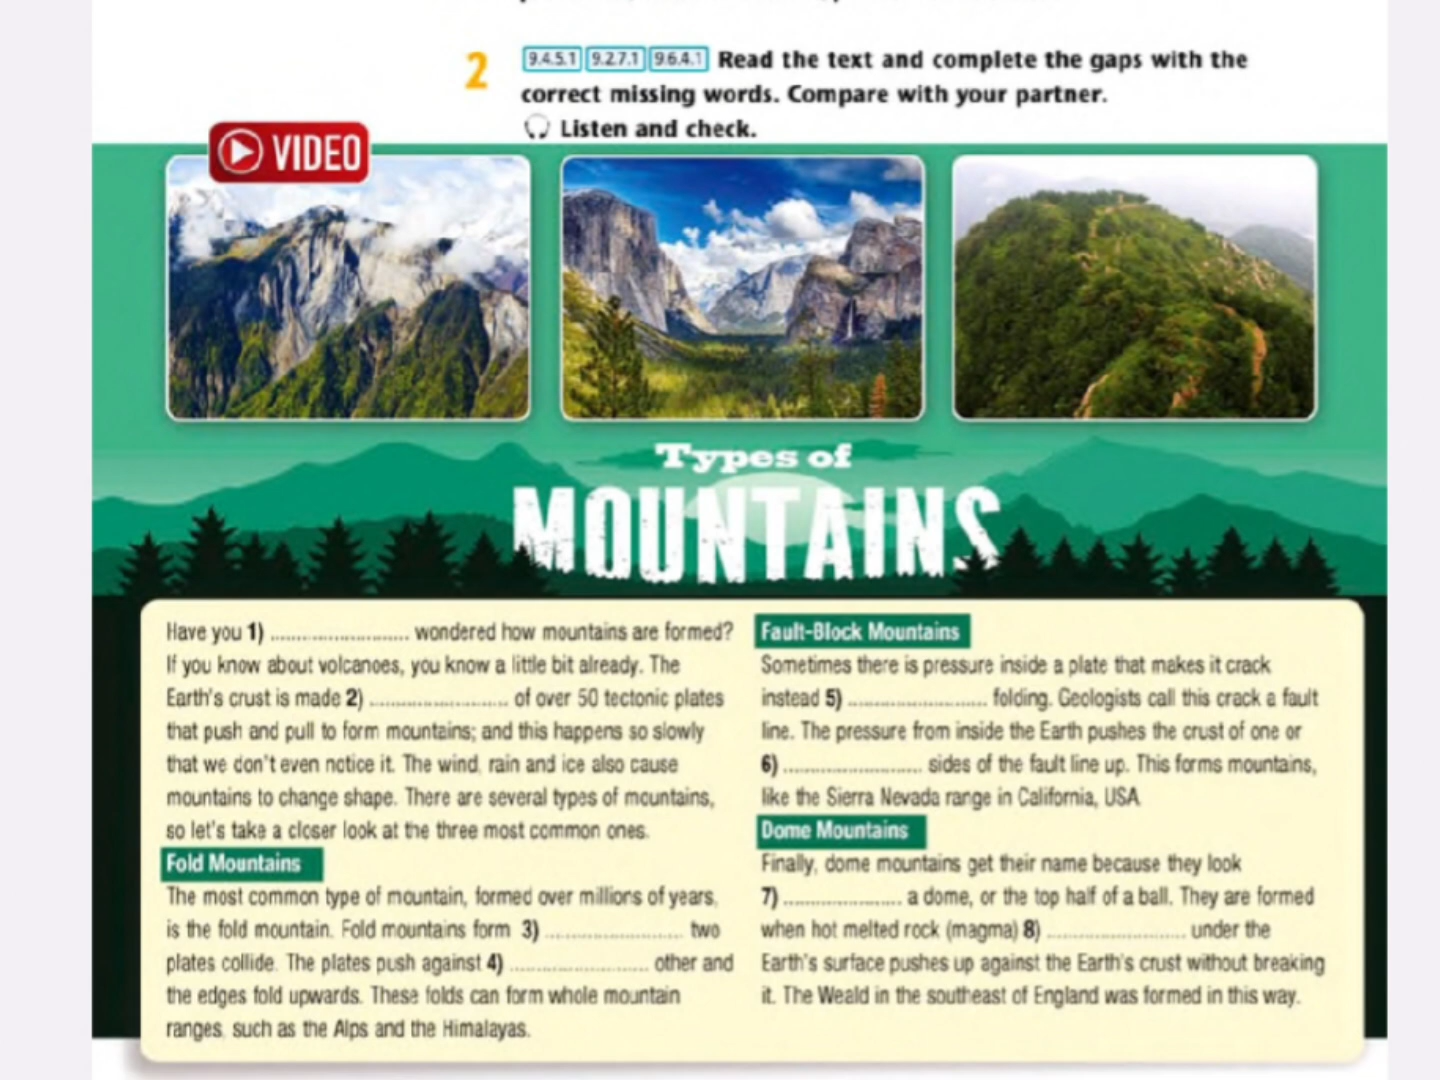 2
9.4.5.1 9.2.7.1 9.6.4.1 Read the text and complete the gaps with the
correct missing words. Compare with your partner.
Listen and check.
VIDEO
Types of
MOUNTAINS
Have you 1) .............................. wondered how mountains are formed?
If you know about volcanoes, you know a little bit already. The
Earth's crust is made 2) .............................. of over 50 tectonic plates
that push and pull to form mountains; and this happens so slowly
that we don't even notice it. The wind, rain and ice also cause
mountains to change shape. There are several types of mountains,
so let's take a closer look at the three most common ones.
Fold Mountains
The most common type of mountain, formed over millions of years,
is the fold mountain. Fold mountains form 3) .............................. two
plates collide. The plates push against 4) .............................. other and
the edges fold upwards. These folds can form whole mountain
ranges, such as the Alps and the Himalayas.
Fault-Block Mountains
Sometimes there is pressure inside a plate that makes it crack
instead 5) .............................. folding. Geologists call this crack a fault
line. The pressure from inside the Earth pushes the crust of one or
6) .............................. sides of the fault line up. This forms mountains,
like the Sierra Nevada range in California, USA
Dome Mountains
Finally, dome mountains get their name because they look
7) .......................... a dome, or the top half of a ball. They are formed
when hot melted rock (magma) 8) .............................. under the
Earth's surface pushes up against the Earth's crust without breaking
it. The Weald in the southeast of England was formed in this way.